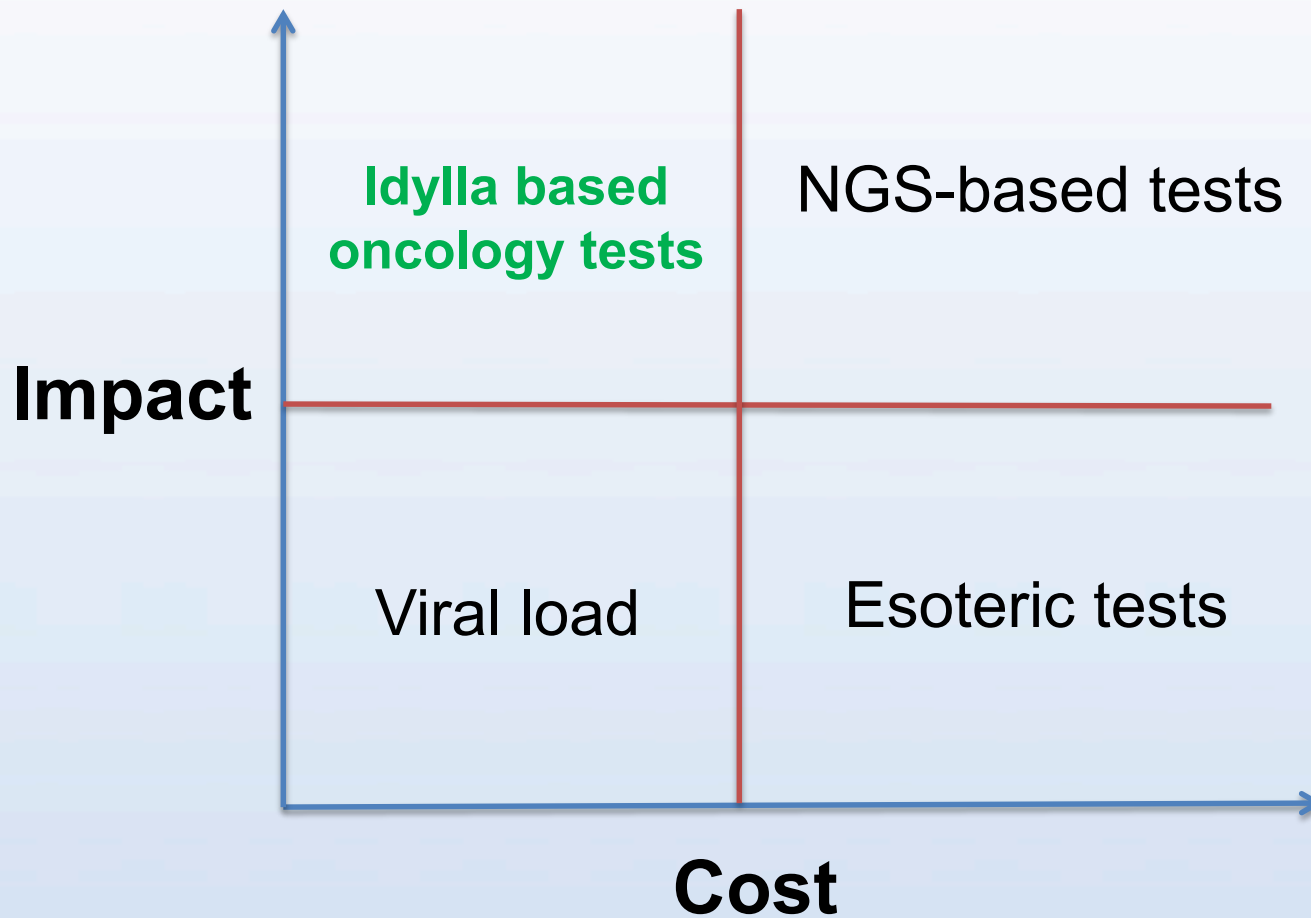 Idylla based
oncology tests
NGS-based tests
Impact
Viral load
Esoteric tests
Cost